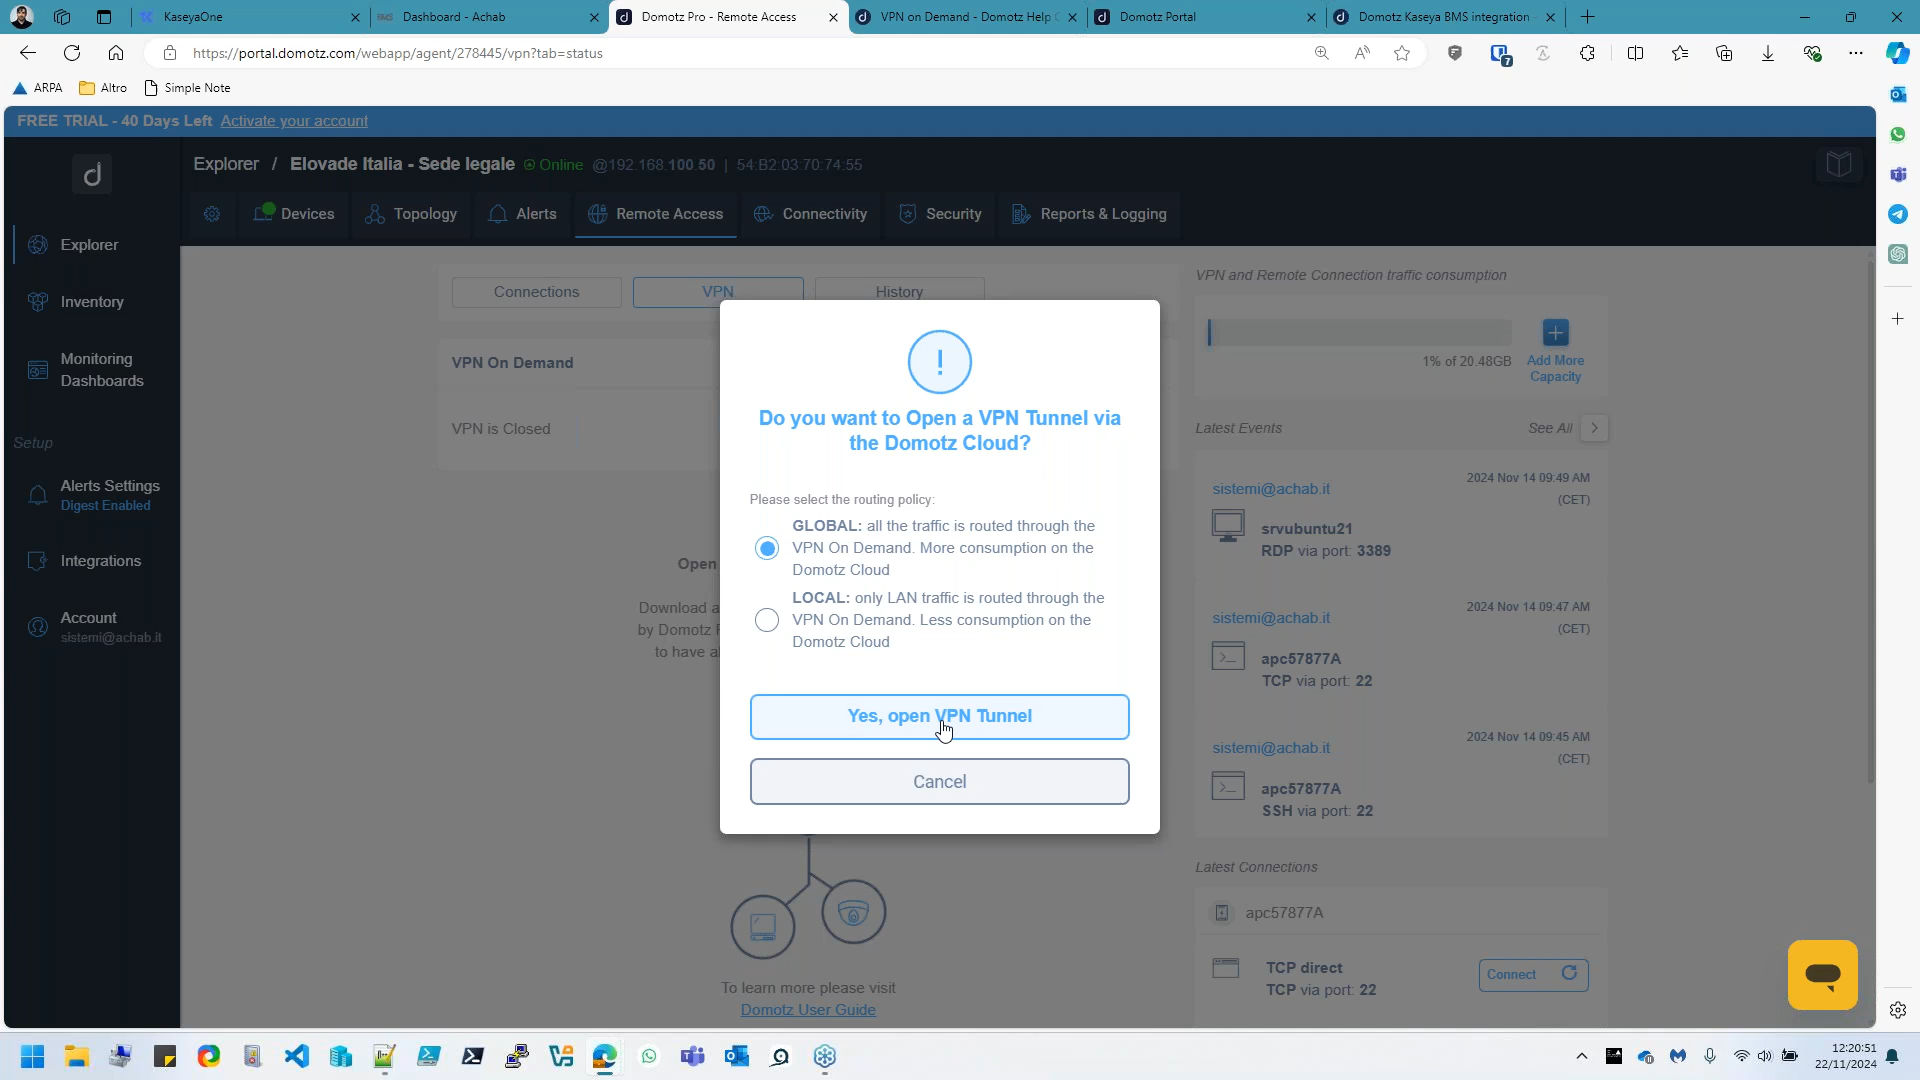 KaseyaOne
Dashboard - Achab
Domotz Pro - Remote Access
VPN on Demand - Domotz Help
Domotz Portal
Domotz Kaseya BMS integration
https://portal.domotz.com/webapp/agent/278445/vpn?tab=status
7
ARPA
Altro
Simple Note
FREE TRIAL - 40 Days Left Activate your account
Explorer / Elovade Italia - Sede legale Online @192.168.100.50 | 54:B2:03:70:74:55
Devices
Topology
Alerts
Remote Access
Connectivity
Security
Reports & Logging
Explorer
Inventory
Monitoring
Dashboards
Setup
Alerts Settings
Digest Enabled
Integrations
Account
sistemi@achab.it
Connections
VPN
History
VPN On Demand
VPN is Closed
Open
Download a
by Domotz
to have a
To learn more please visit
Domotz User Guide
Do you want to Open a VPN Tunnel via
the Domotz Cloud?
Please select the routing policy:
GLOBAL: all the traffic is routed through the
VPN On Demand. More consumption on the
Domotz Cloud
LOCAL: only LAN traffic is routed through the
VPN On Demand. Less consumption on the
Domotz Cloud
Yes, open VPN Tunnel
Cancel
VPN and Remote Connection traffic consumption
1% of 20.48GB
Add More
Capacity
Latest Events
See All
sistemi@achab.it
2024 Nov 14 09:49 AM
(CET)
srvubuntu21
RDP via port: 3389
sistemi@achab.it
2024 Nov 14 09:47 AM
(CET)
apc57877A
TCP via port: 22
sistemi@achab.it
2024 Nov 14 09:45 AM
(CET)
apc57877A
SSH via port: 22
Latest Connections
apc57877A
TCP direct
TCP via port: 22
Connect
12:20:51
22/11/2024